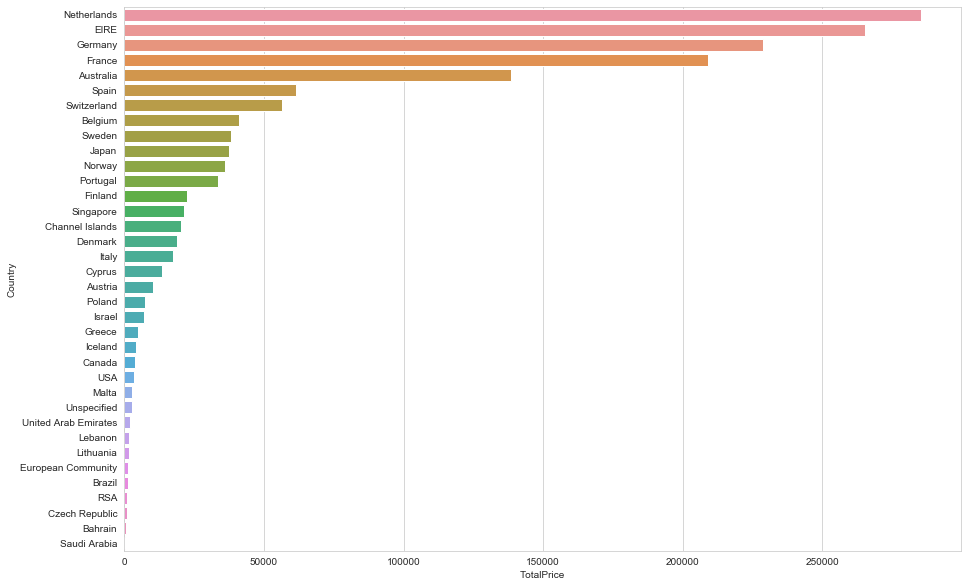 Netherlands
EIRE
Germany
France
Australia
Spain
Switzerland
Belgium
Sweden
Japan
Norway
Portugal
Finland
Singapore
Channel Islands
Denmark
Italy
Cyprus
Austria
Poland
Israel
Greece
Iceland
Canada
USA
Malta
Unspecified
United Arab Emirates
Lebanon
Lithuania
European Community
Brazil
RSA
Czech Republic
Bahrain
Saudi Arabia
Country
0 50000 100000 150000 200000 250000
TotalPrice